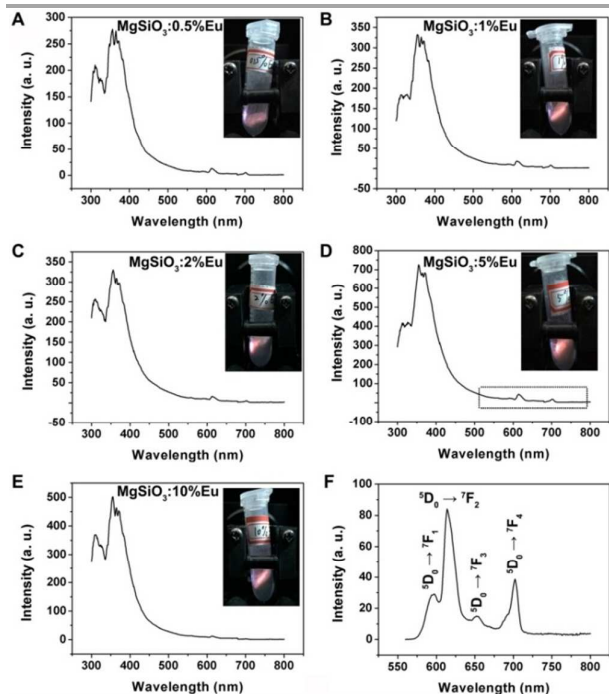 A
MgSiO₃:0.5%Eu
300
250
200
150
100
50
0
Intensity (a. u.)
300 400 500 600 700 800
Wavelength (nm)
B
MgSiO₃:1%Eu
1%
350
300
250
200
150
100
50
0
-50
Intensity (a. u.)
300 400 500 600 700 800
Wavelength (nm)
C
MgSiO₃:2%Eu
350
300
250
200
150
100
50
0
-50
Intensity (a. u.)
300 400 500 600 700 800
Wavelength (nm)
D
MgSiO₃:5%Eu
800
700
600
500
400
300
200
100
0
-100
Intensity (a. u.)
300 400 500 600 700 800
Wavelength (nm)
E
MgSiO₃:10%Eu
500
400
300
200
100
0
Intensity (a. u.)
300 400 500 600 700 800
Wavelength (nm)
F
⁵D₀ → ⁷F₂
⁵D₀ → ⁷F₁
⁵D₀ → ⁷F₃
⁵D₀ → ⁷F₄
100
80
60
40
20
0
Intensity (a. u.)
550 600 650 700 750 800
Wavelength (nm)